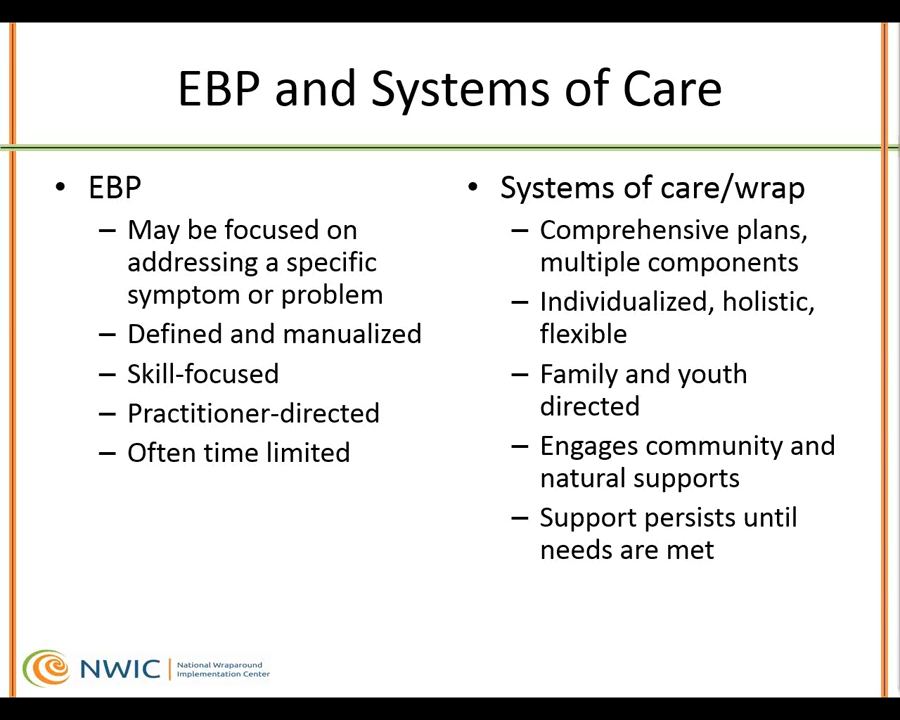 EBP and Systems of Care
• EBP
– May be focused on
addressing a specific
symptom or problem
– Defined and manualized
– Skill-focused
– Practitioner-directed
– Often time limited
• Systems of care/wrap
– Comprehensive plans,
multiple components
– Individualized, holistic,
flexible
– Family and youth
directed
– Engages community and
natural supports
– Support persists until
needs are met
NWIC
National Wraparound
Implementation Center